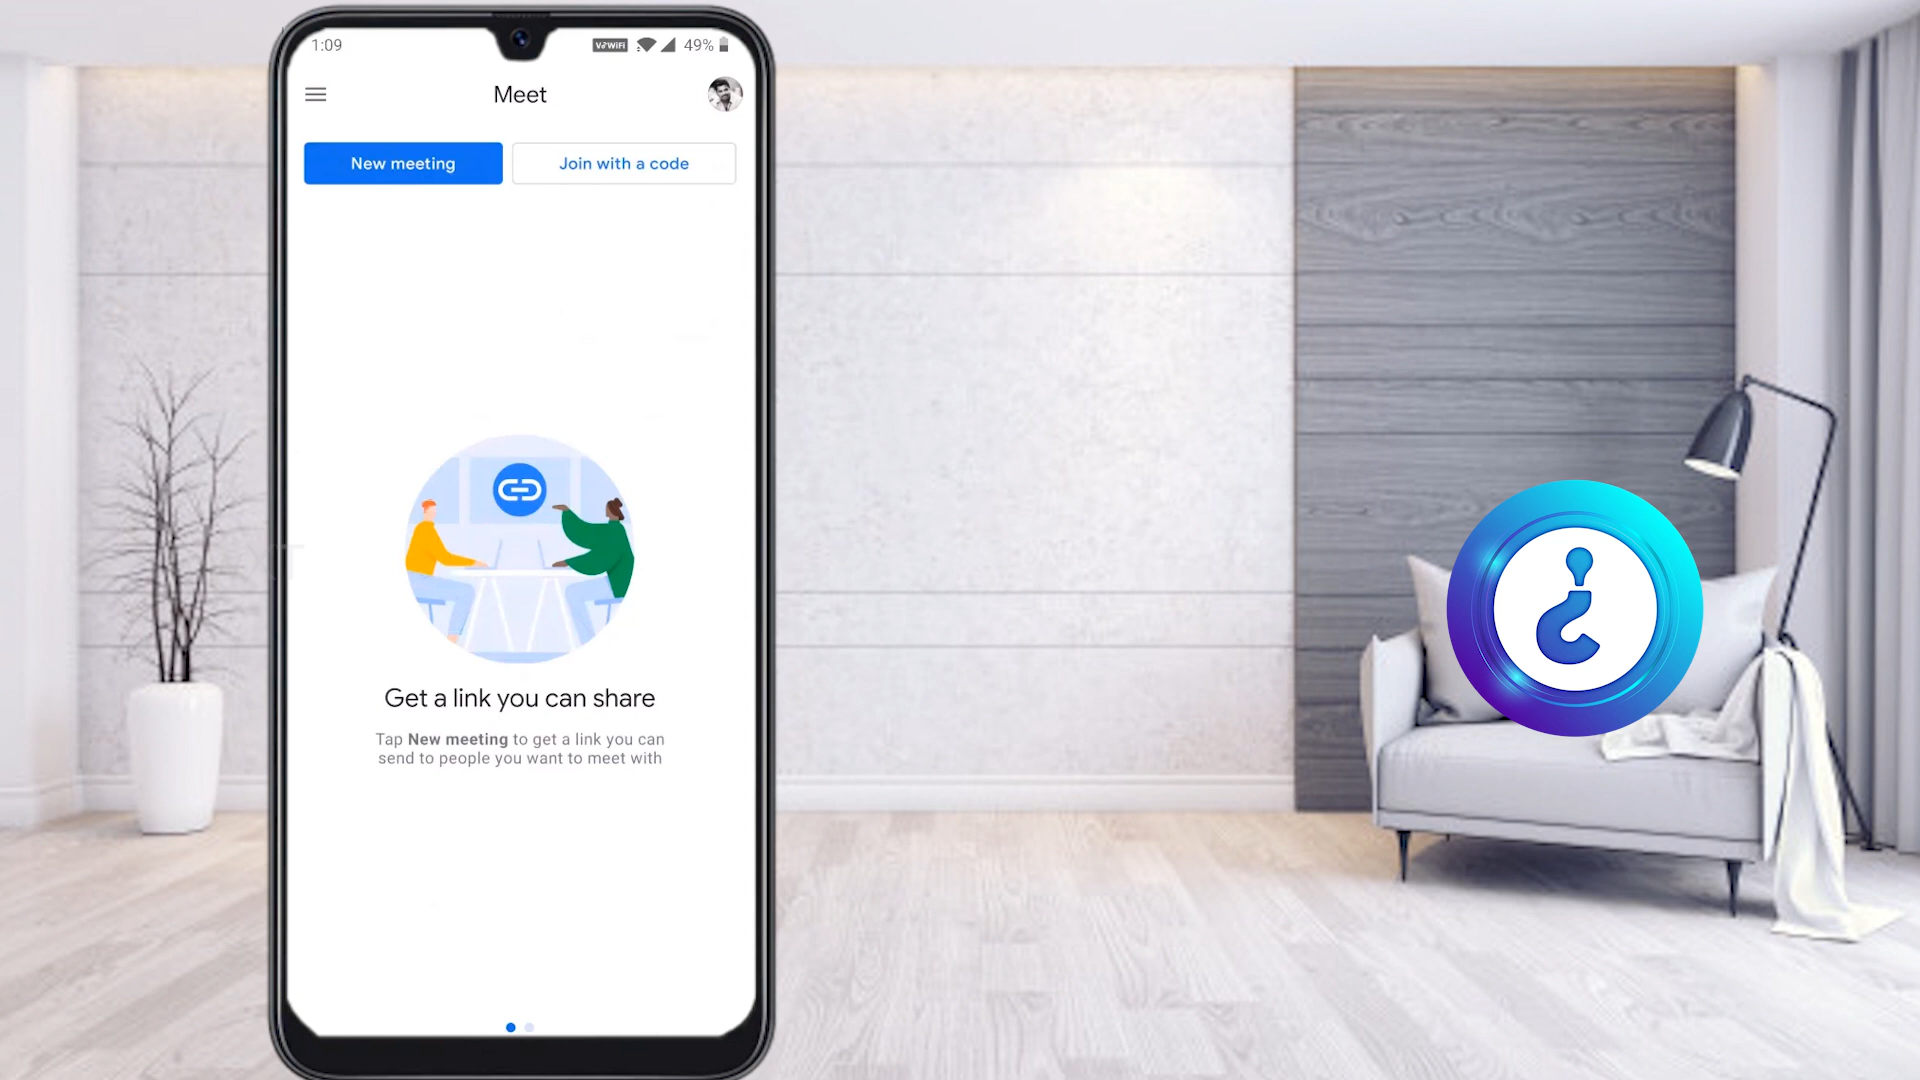 1:09
VoWiFi 49%
Meet
New meeting
Join with a code
Get a link you can share
Tap New meeting to get a link you can
send to people you want to meet with